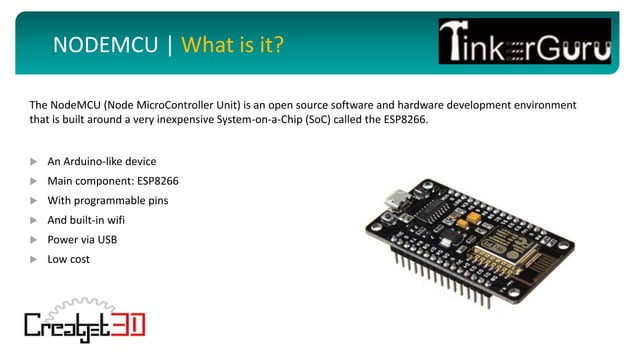 NODEMCU | What is it?
TinkerGuru
The NodeMCU (Node MicroController Unit) is an open source software and hardware development environment
that is built around a very inexpensive System-on-a-Chip (SoC) called the ESP8266.
An Arduino-like device
Main component: ESP8266
With programmable pins
And built-in wifi
Power via USB
Low cost
Createjet3D